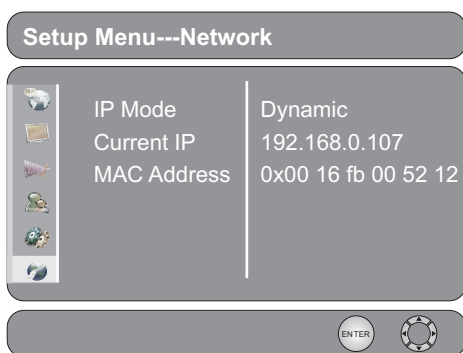 Setup Menu---Network
IP Mode Dynamic
Current IP 192.168.0.107
MAC Address 0x00 16 fb 00 52 12
ENTER